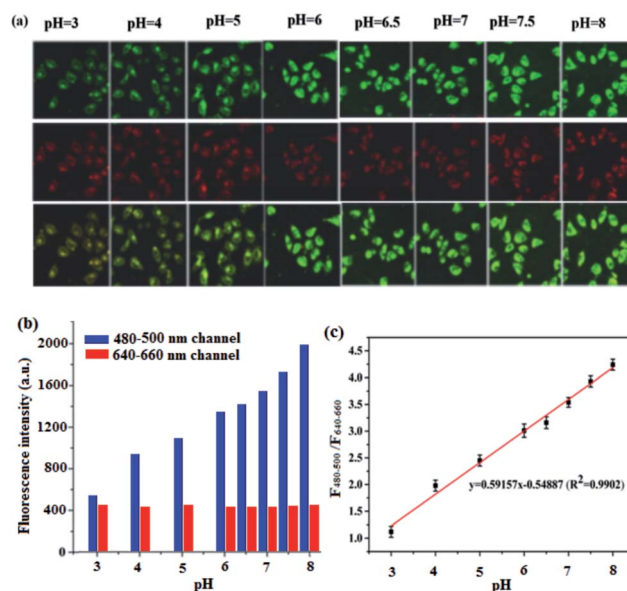 (a) pH=3 pH=4 pH=5 pH=6 pH=6.5 pH=7 pH=7.5 pH=8
(b)
480-500 nm channel
640-660 nm channel
Fluorescence intensity (a.u.)
2000
1600
1200
800
400
0
3 4 5 6 7 8
pH
(c)
F480-500/F640-660
4.5
4.0
3.5
3.0
2.5
2.0
1.5
1.0
y=0.59157x-0.54887 (R²=0.9902)
3 4 5 6 7 8
pH